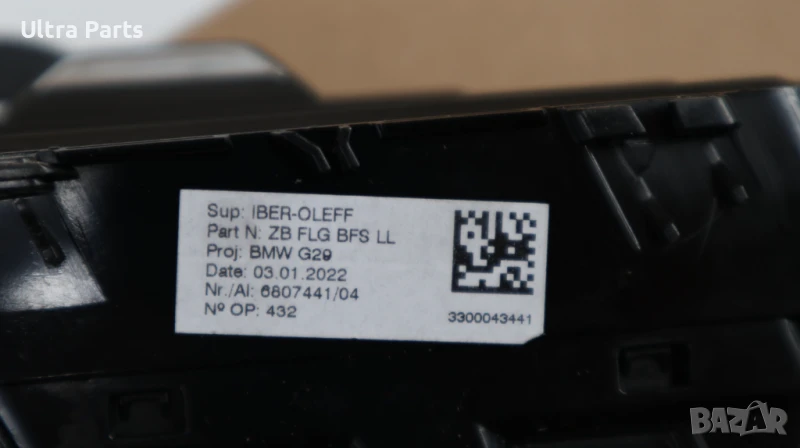 Ultra Parts
Sup: IBER-OLEFF
Part N: ZB FLG BFS LL
Proj: BMW G29
Date: 03.01.2022
Nr./AI: 6807441/04
Nº OP: 432
3300043441
BAZAR